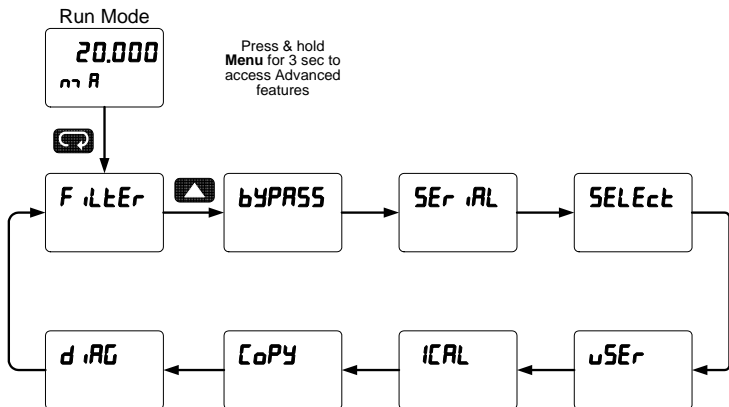 Run Mode
20.000
mA
Press & hold
Menu for 3 sec to
access Advanced
features
FiLtEr
bYPASS
SEriAL
SELEct
diAG
CoPY
ICAL
uSEr